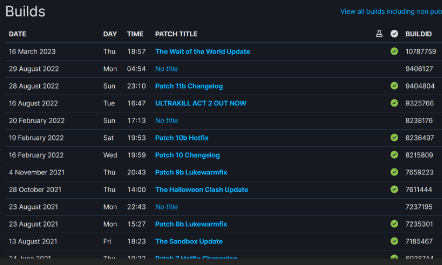 Builds
View all builds including non pub
DATE DAY TIME PATCH TITLE BUILDID
16 March 2023 Thu 18:57 The Wait of the World Update 10787759
29 August 2022 Mon 04:54 No title 9406127
28 August 2022 Sun 23:10 Patch 11b Changelog 9404804
16 August 2022 Tue 16:47 ULTRAKILL ACT 2 OUT NOW 9325766
20 February 2022 Sun 17:13 No title 8238176
19 February 2022 Sat 19:53 Patch 10b Hotfix 8236497
16 February 2022 Wed 19:59 Patch 10 Changelog 8215809
4 November 2021 Thu 20:43 Patch 9b Lukewarmfix 7659223
28 October 2021 Thu 14:00 The Halloween Clash Update 7611444
23 August 2021 Mon 22:43 No title 7237195
23 August 2021 Mon 15:27 Patch 8b Lukewarmfix 7235301
13 August 2021 Fri 18:23 The Sandbox Update 7185467
24 June 2021 Thu Patch 7 Hotfix Changelog